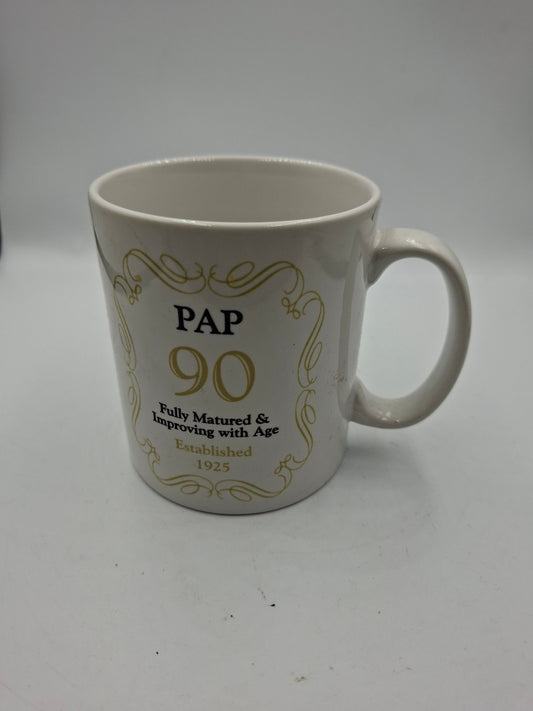 PAP
90
Fully Matured &
Improving with Age
Established
1925